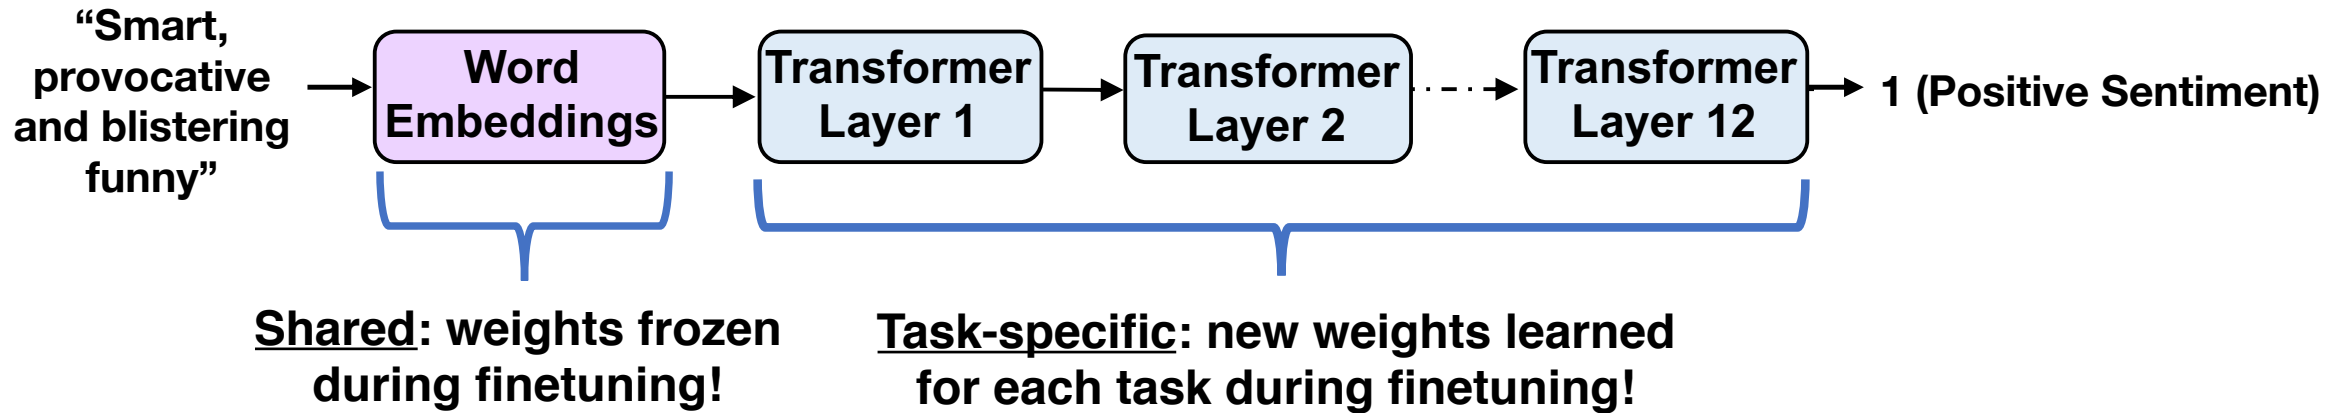 “Smart,
provocative
and blistering
funny”
Word
Embeddings
Transformer
Layer 1
Transformer
Layer 2
Transformer
Layer 12
1 (Positive Sentiment)
Shared: weights frozen
during finetuning!
Task-specific: new weights learned
for each task during finetuning!